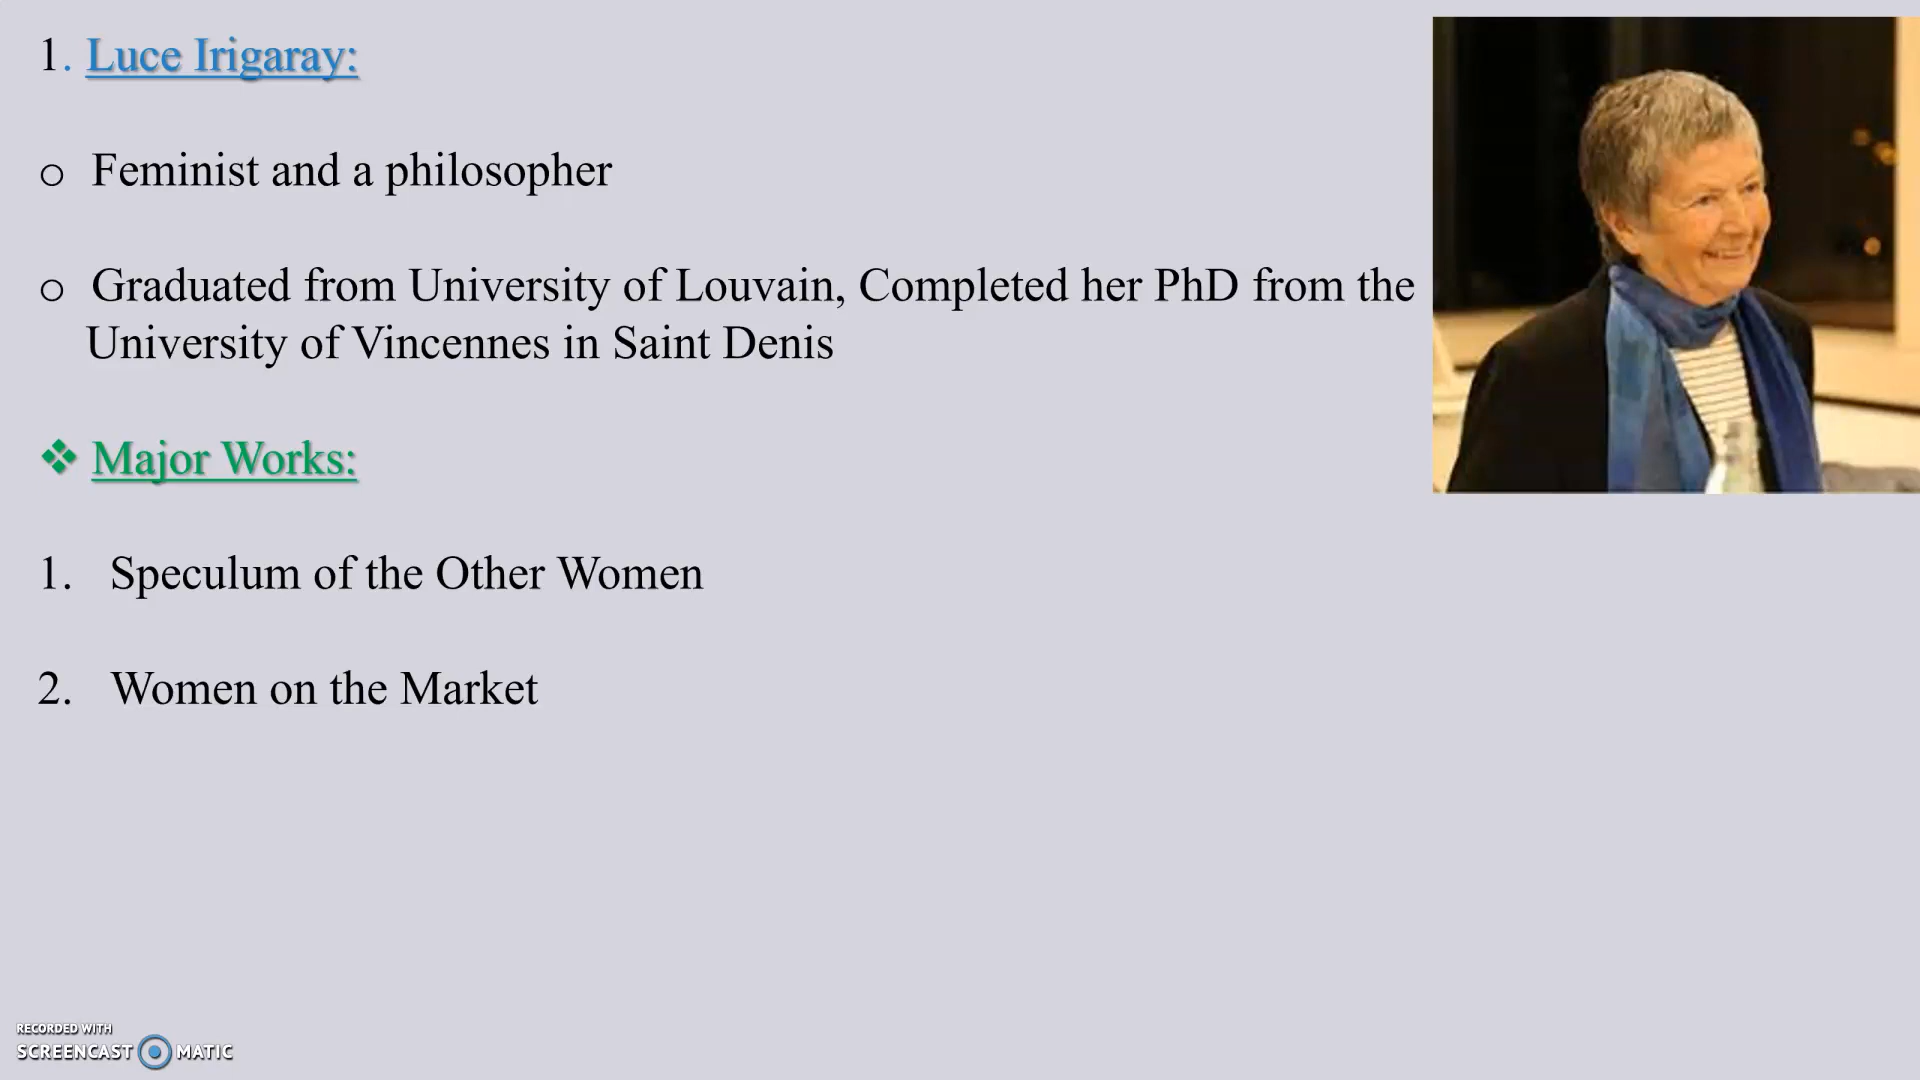 1. Luce Irigaray:
o Feminist and a philosopher
o Graduated from University of Louvain, Completed her PhD from the
University of Vincennes in Saint Denis
❖ Major Works:
1. Speculum of the Other Women
2. Women on the Market
RECORDED WITH
SCREENCAST MATIC